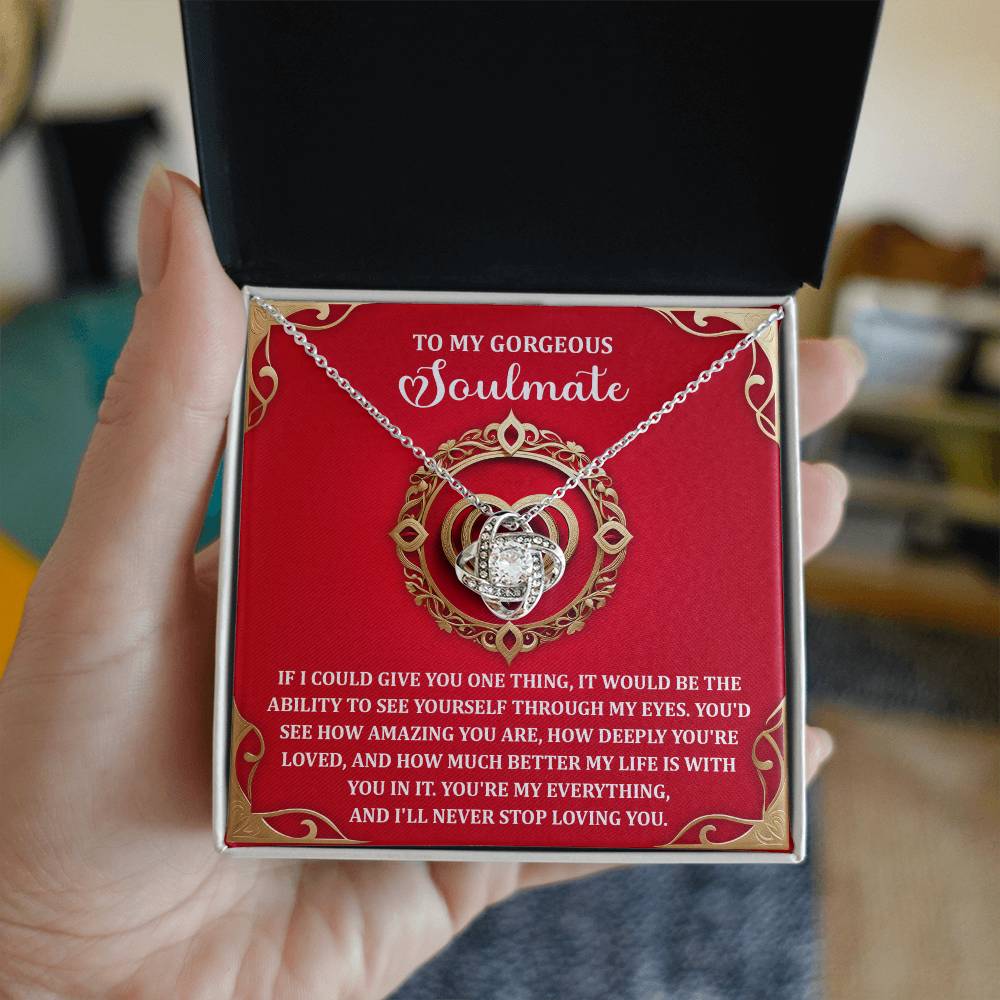 TO MY GORGEOUS
Soulmate
IF I COULD GIVE YOU ONE THING, IT WOULD BE THE
ABILITY TO SEE YOURSELF THROUGH MY EYES. YOU'D
SEE HOW AMAZING YOU ARE, HOW DEEPLY YOU'RE
LOVED, AND HOW MUCH BETTER MY LIFE IS WITH
YOU IN IT. YOU'RE MY EVERYTHING,
AND I'LL NEVER STOP LOVING YOU.